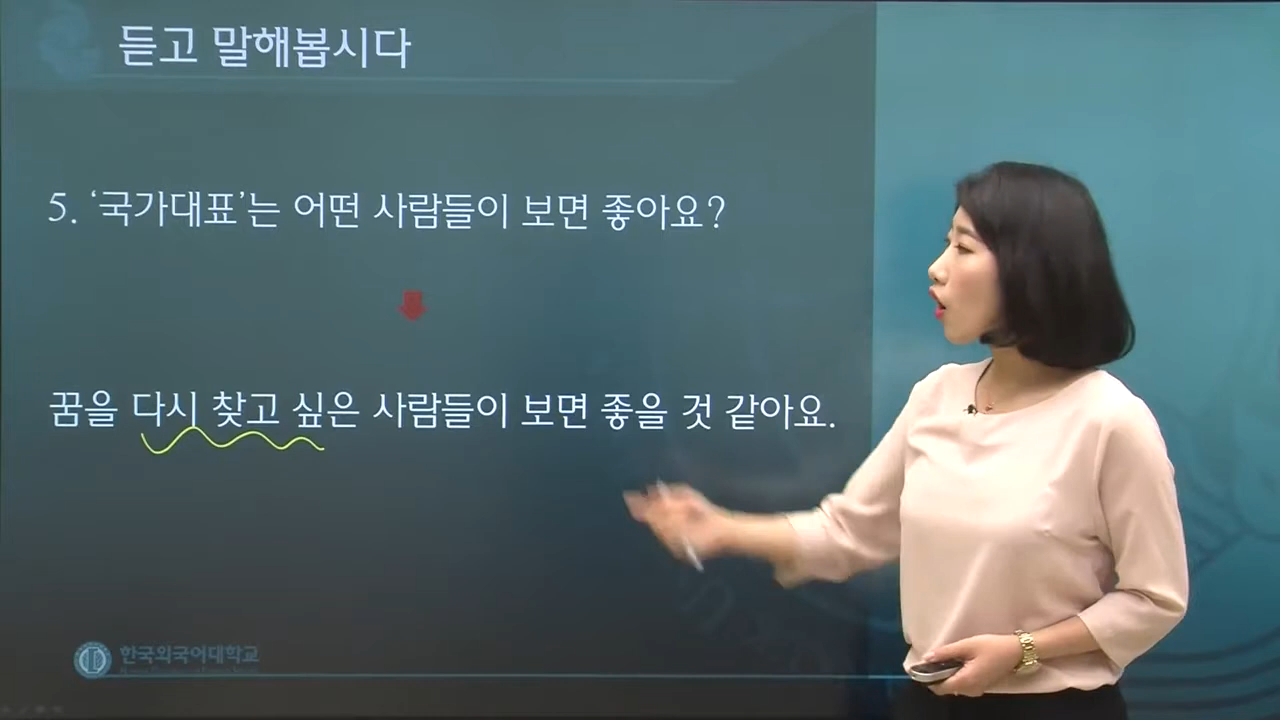 듣고 말해봅시다
5. ‘국가대표’는 어떤 사람들이 보면 좋아요?
꿈을 다시 찾고 싶은 사람들이 보면 좋을 것 같아요.
한국외국어대학교